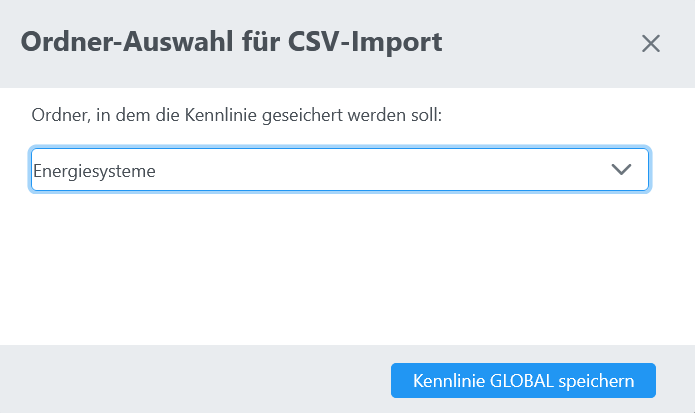 Ordner-Auswahl für CSV-Import
Ordner, in dem die Kennlinie geseichert werden soll:
Energiesysteme
Kennlinie GLOBAL speichern